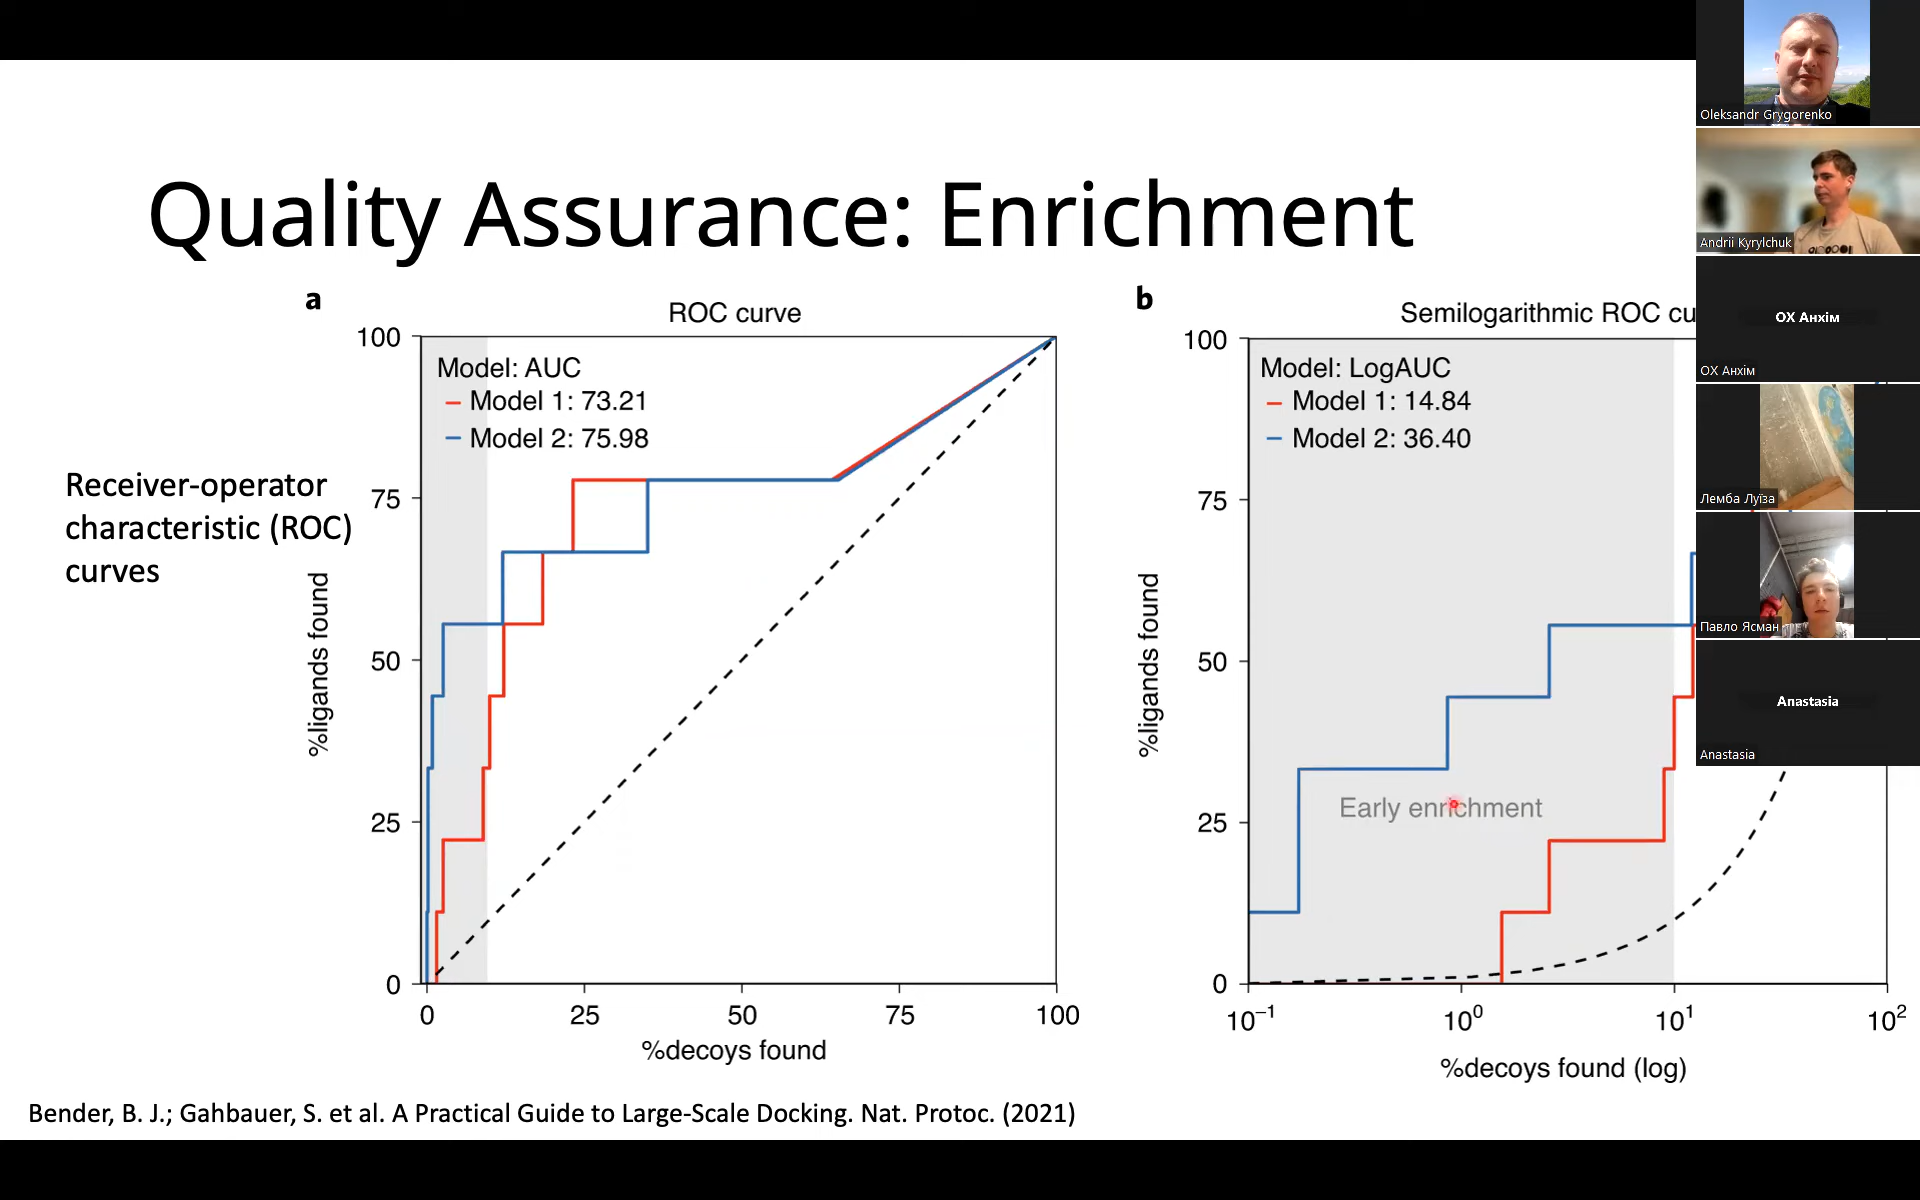 Quality Assurance: Enrichment
Receiver-operator
characteristic (ROC)
curves
a
ROC curve
100
75
50
25
0
%ligands found
Model: AUC
Model 1: 73.21
Model 2: 75.98
0 25 50 75 100
%decoys found
b
Semilogarithmic ROC cu
100
75
50
25
0
%ligands found
Model: LogAUC
Model 1: 14.84
Model 2: 36.40
Early enrichment
10⁻¹ 10⁰ 10¹ 10²
%decoys found (log)
Bender, B. J.; Gahbauer, S. et al. A Practical Guide to Large-Scale Docking. Nat. Protoc. (2021)
Oleksandr Grygorenko
Andrii Kyrylchuk
ОХ Анхім
ОХ Анхім
Лемба Луїза
Павло Ясман
Anastasia
Anastasia